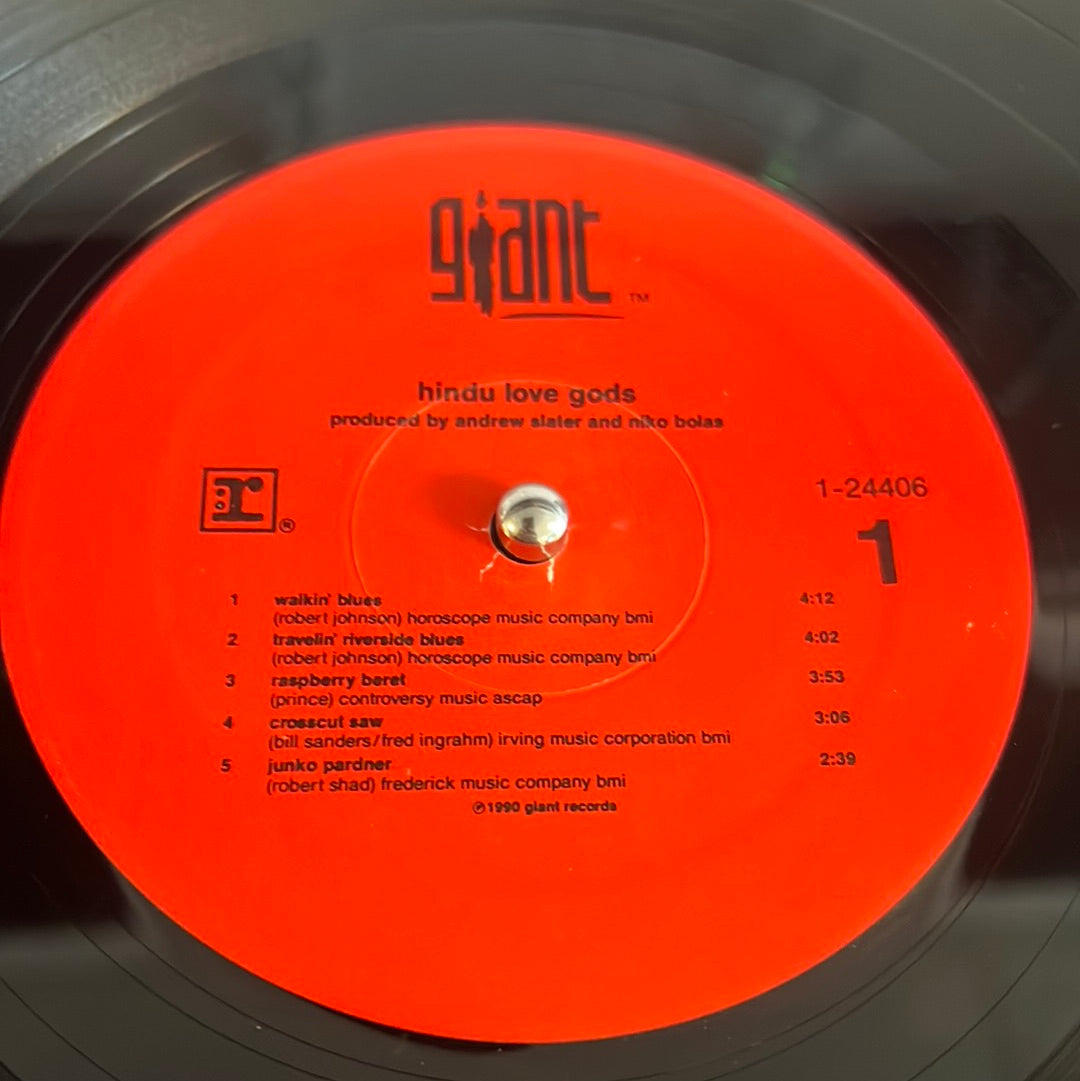 giant ™
hindu love gods
produced by andrew slater and niko bolas
r ®
1-24406
1
1 walkin' blues 4:12
(robert johnson) horoscope music company bmi
2 travelin' riverside blues 4:02
(robert johnson) horoscope music company bmi
3 raspberry beret 3:53
(prince) controversy music ascap
4 crosscut saw 3:06
(bill sanders/fred ingrahm) irving music corporation bmi
5 junko pardner 2:39
(robert shad) frederick music company bmi
℗1990 giant records